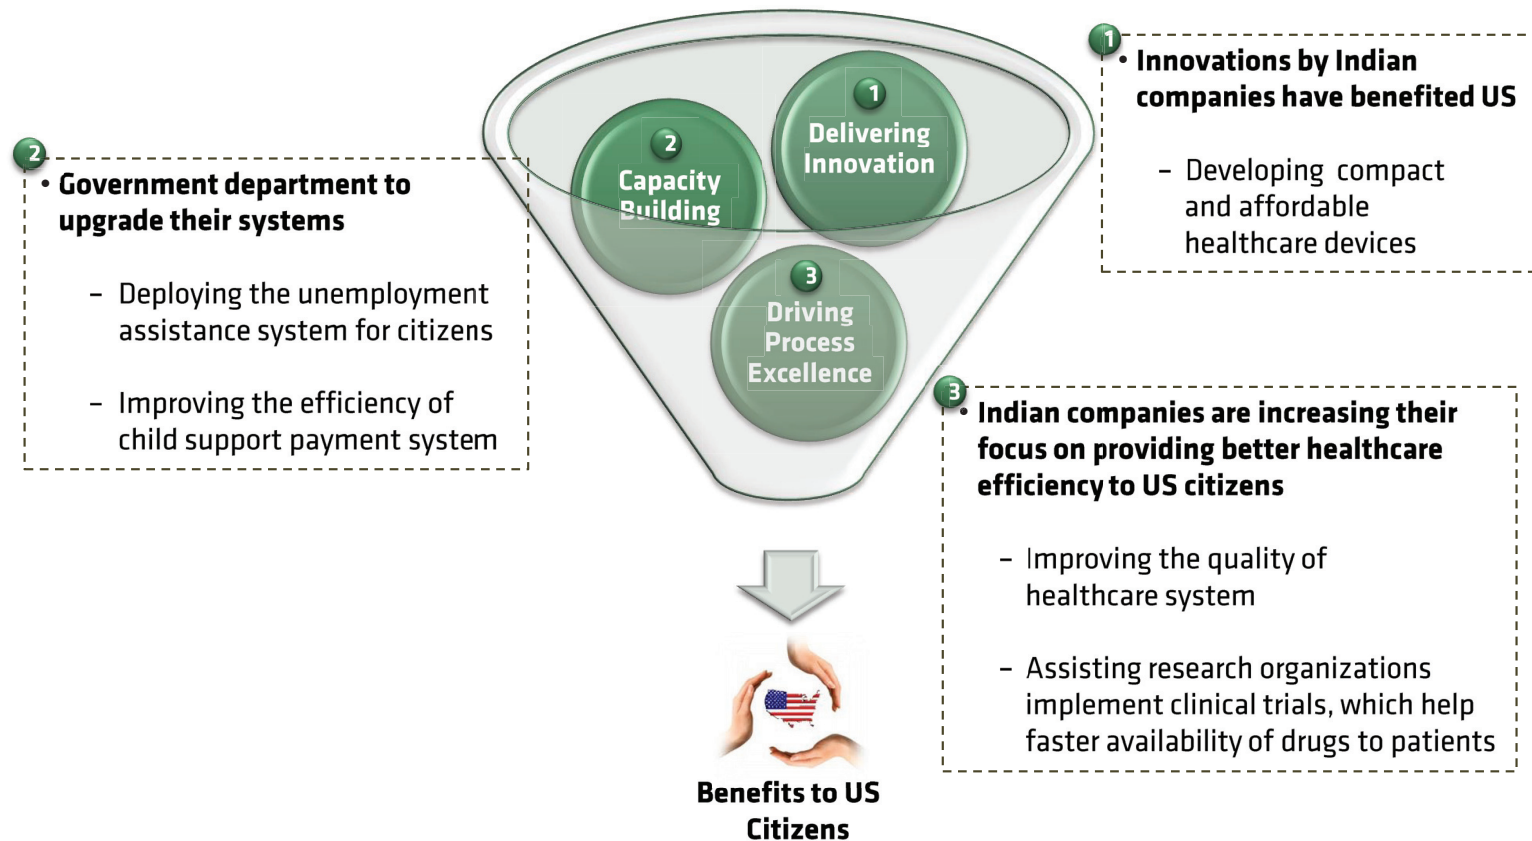 1
• Innovations by Indian
companies have benefited US
– Developing compact
and affordable
healthcare devices
2
• Government department to
upgrade their systems
– Deploying the unemployment
assistance system for citizens
– Improving the efficiency of
child support payment system
1
Delivering
Innovation
2
Capacity
Building
3
Driving
Process
Excellence
3
• Indian companies are increasing their
focus on providing better healthcare
efficiency to US citizens
– Improving the quality of
healthcare system
– Assisting research organizations
implement clinical trials, which help
faster availability of drugs to patients
Benefits to US
Citizens